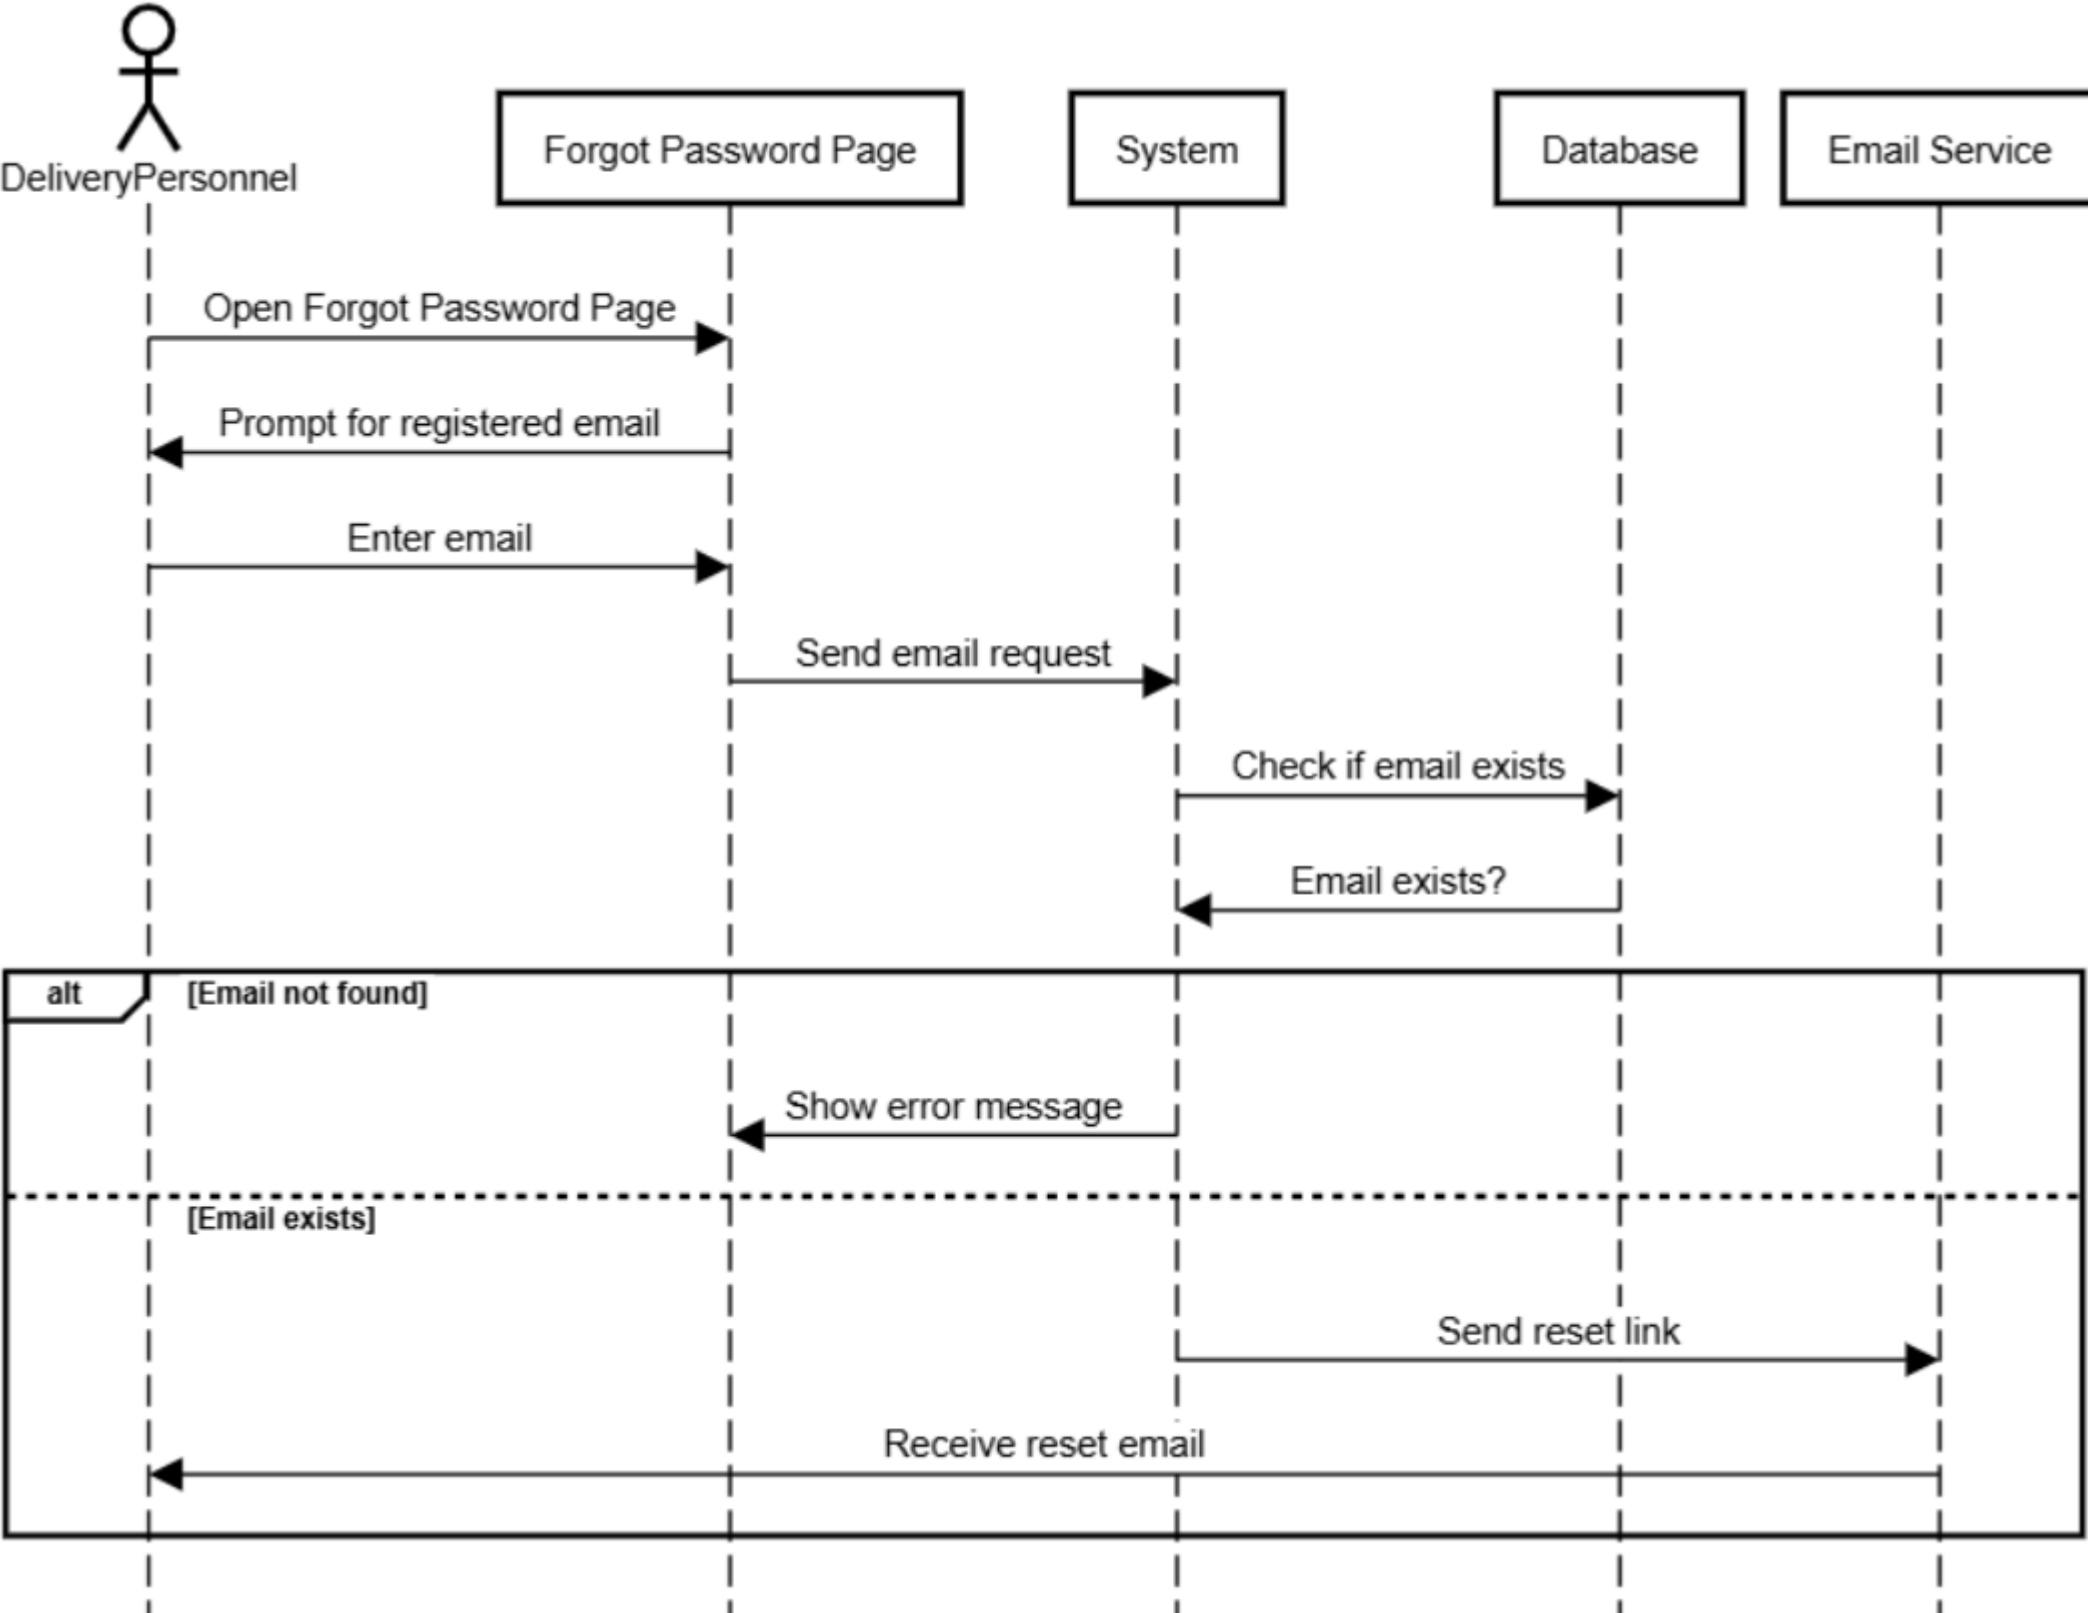 DeliveryPersonnel
Forgot Password Page
System
Database
Email Service
Open Forgot Password Page
Prompt for registered email
Enter email
Send email request
Check if email exists
Email exists?
alt
[Email not found]
Show error message
[Email exists]
Send reset link
Receive reset email